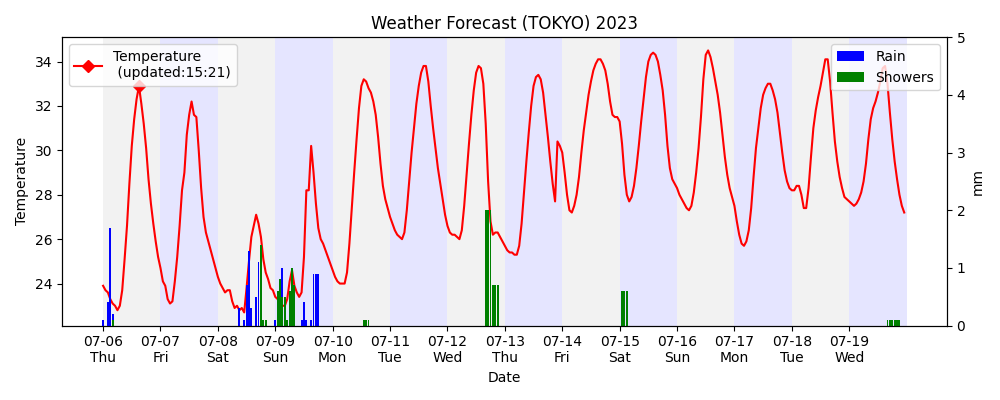 Weather Forecast (TOKYO) 2023
Temperature
(updated:15:21)
Rain
Showers
34
32
30
28
26
24
Temperature
5
4
3
2
1
0
mm
07-06 07-07 07-08 07-09 07-10 07-11 07-12 07-13 07-14 07-15 07-16 07-17 07-18 07-19
Thu Fri Sat Sun Mon Tue Wed Thu Fri Sat Sun Mon Tue Wed
Date